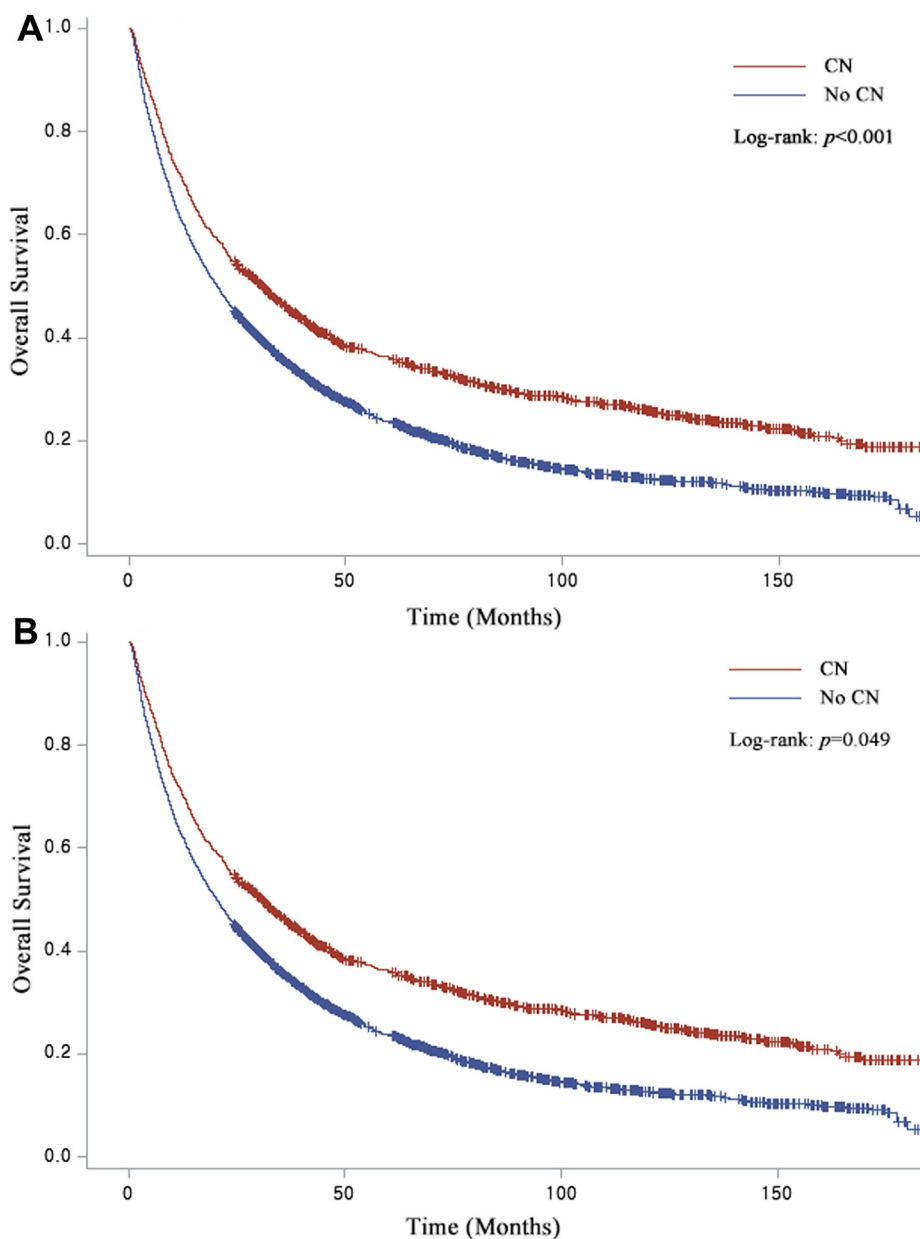 A
1.0
0.8
0.6
0.4
0.2
0.0
Overall Survival
CN
No CN
Log-rank: p<0.001
0 50 100 150
Time (Months)
B
1.0
0.8
0.6
0.4
0.2
0.0
Overall Survival
CN
No CN
Log-rank: p=0.049
0 50 100 150
Time (Months)